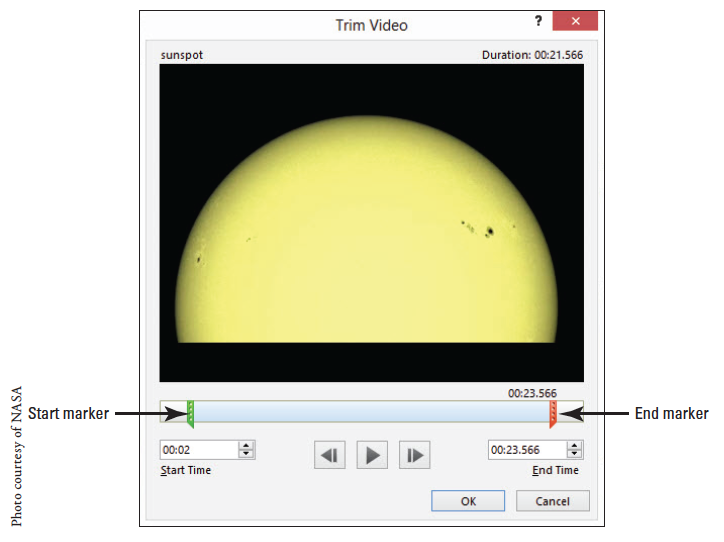 Trim Video
?
sunspot
Duration: 00:21.566
00:23.566
Start marker
End marker
00:02
00:23.566
Start Time
End Time
OK
Cancel
Photo courtesy of NASA